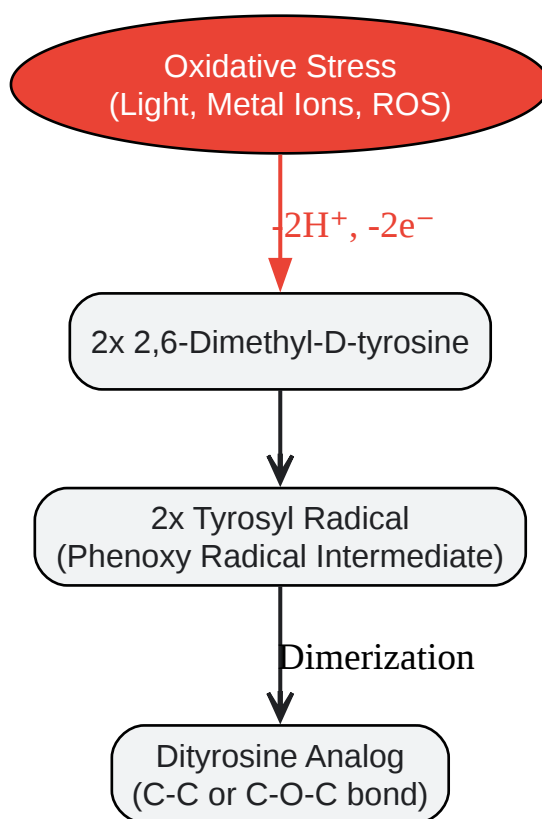 Oxidative Stress
(Light, Metal Ions, ROS)
-2H⁺, -2e⁻
2x 2,6-Dimethyl-D-tyrosine
2x Tyrosyl Radical
(Phenoxy Radical Intermediate)
Dimerization
Dityrosine Analog
(C-C or C-O-C bond)